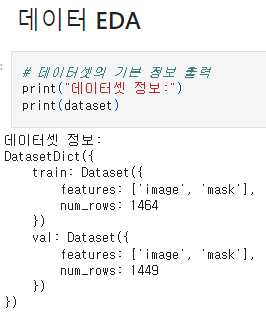 데이터 EDA
# 데이터셋의 기본 정보 출력
print("데이터셋 정보:")
print(dataset)
데이터셋 정보:
DatasetDict({
    train: Dataset({
        features: ['image', 'mask'],
        num_rows: 1464
    })
    val: Dataset({
        features: ['image', 'mask'],
        num_rows: 1449
    })
})